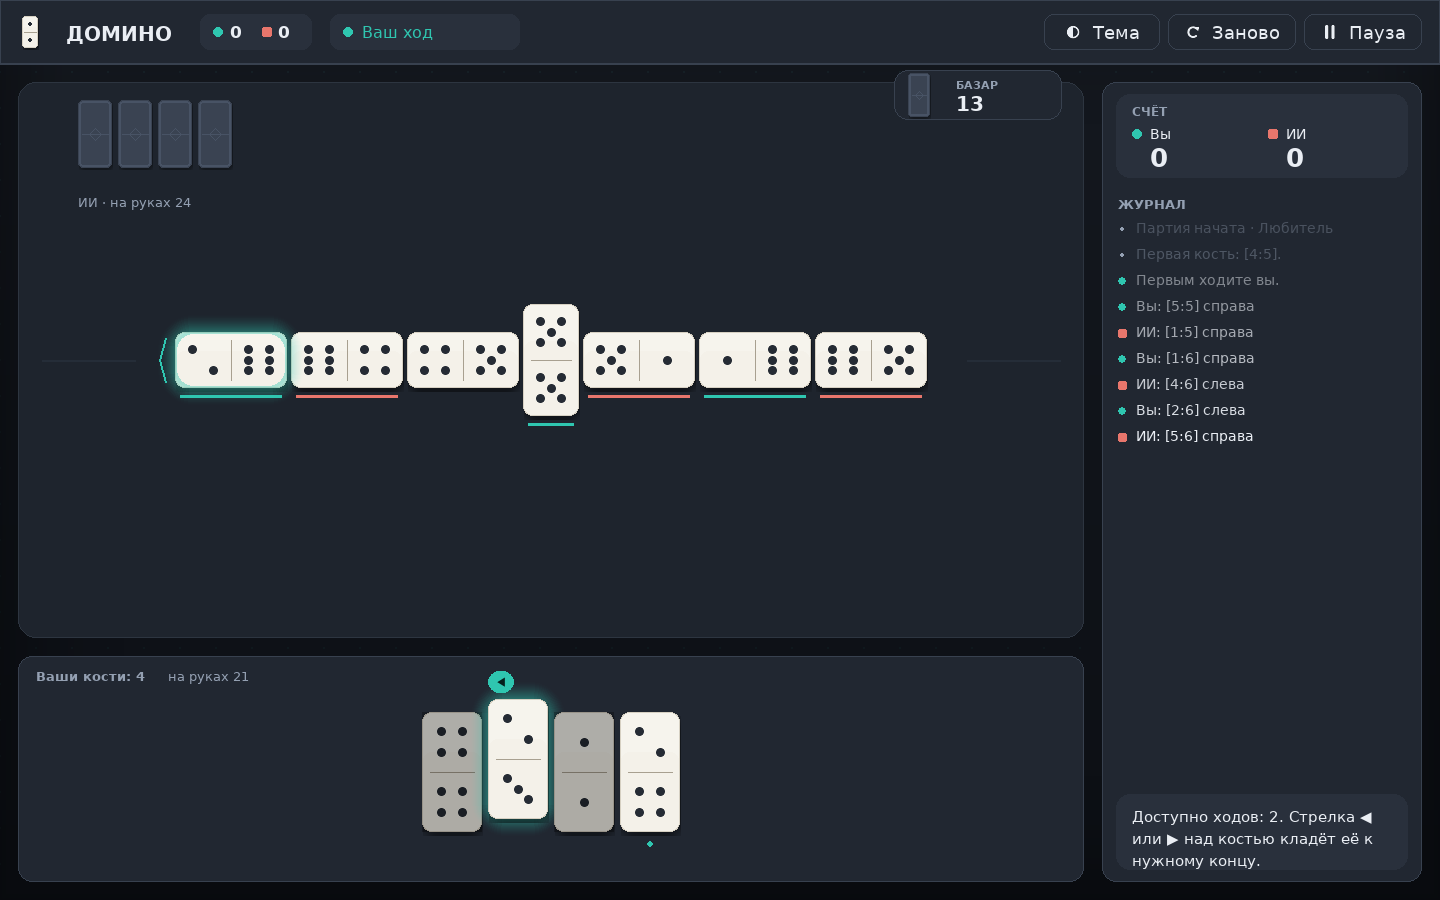 ДОМИНО
0 0
Ваш ход
Тема
Заново
Пауза
БАЗАР
13
ИИ · на руках 24
СЧЁТ
Вы ИИ
0 0
ЖУРНАЛ
Партия начата · Любитель
Первая кость: [4:5].
Первым ходите вы.
Вы: [5:5] справа
ИИ: [1:5] справа
Вы: [1:6] справа
ИИ: [4:6] слева
Вы: [2:6] слева
ИИ: [5:6] справа
Доступно ходов: 2. Стрелка ◀
или ▶ над костью кладёт её к
нужному концу.
Ваши кости: 4 на руках 21